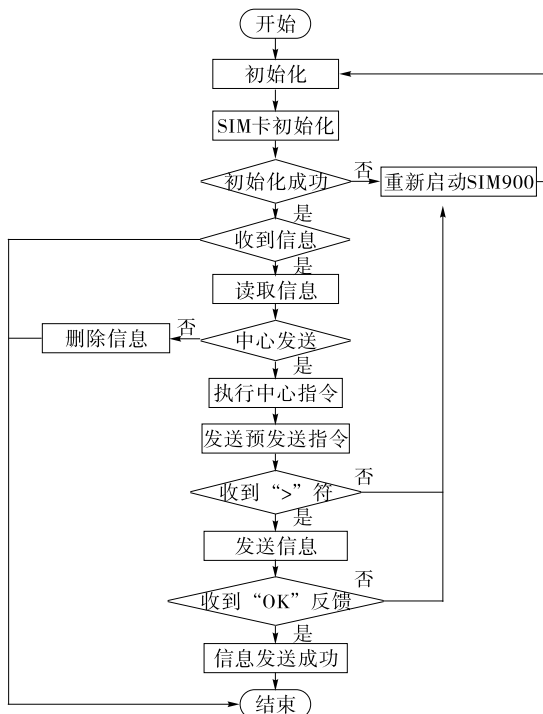 开始
初始化
SIM卡初始化
初始化成功
否
重新启动SIM900
是
收到信息
是
读取信息
中心发送
否
删除信息
是
执行中心指令
发送预发送指令
收到“>”符
否
是
发送信息
收到“OK”反馈
否
是
信息发送成功
结束